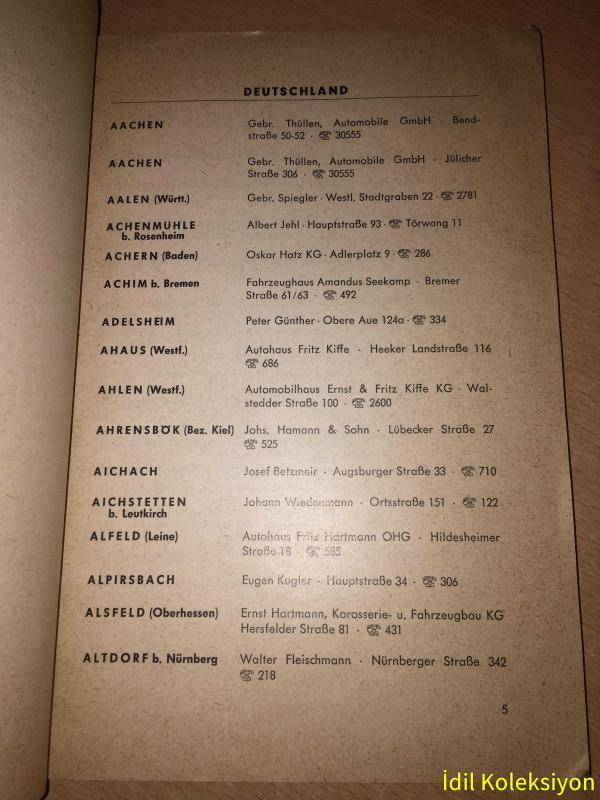 DEUTSCHLAND
AACHEN Gebr. Thüllen, Automobile GmbH · Bend-
straße 50-52 · ☎ 30555
AACHEN Gebr. Thüllen, Automobile GmbH · Jülicher
Straße 306 · ☎ 30555
AALEN (Württ.) Gebr. Spiegler · Westl. Stadtgraben 22 · ☎ 2781
ACHENMÜHLE Albert Jehl · Hauptstraße 93 · ☎ Törwang 11
b. Rosenheim
ACHERN (Baden) Oskar Hatz KG · Adlerplatz 9 · ☎ 286
ACHIM b. Bremen Fahrzeughaus Amandus Seekamp · Bremer
Straße 61/63 · ☎ 492
ADELSHEIM Peter Günther · Obere Aue 124a · ☎ 334
AHAUS (Westf.) Autohaus Fritz Kiffe · Heeker Landstraße 116
☎ 686
AHLEN (Westf.) Automobilhaus Ernst & Fritz Kiffe KG · Wal-
stedder Straße 100 · ☎ 2600
AHRENSBÖK (Bez. Kiel) Johs. Hamann & Sohn · Lübecker Straße 27
☎ 525
AICHACH Josef Betzmeir · Augsburger Straße 33 · ☎ 710
AICHSTETTEN Johann Wiedenmann · Ortsstraße 151 · ☎ 122
b. Leutkirch
ALFELD (Leine) Autohaus Fritz Hartmann OHG · Hildesheimer
Straße 18 · ☎ 585
ALPIRSBACH Eugen Kugler · Hauptstraße 34 · ☎ 306
ALSFELD (Oberhessen) Ernst Hartmann, Karosserie- u. Fahrzeugbau KG
Hersfelder Straße 81 · ☎ 431
ALTDORF b. Nürnberg Walter Fleischmann · Nürnberger Straße 342
☎ 218
5
İdil Koleksiyon